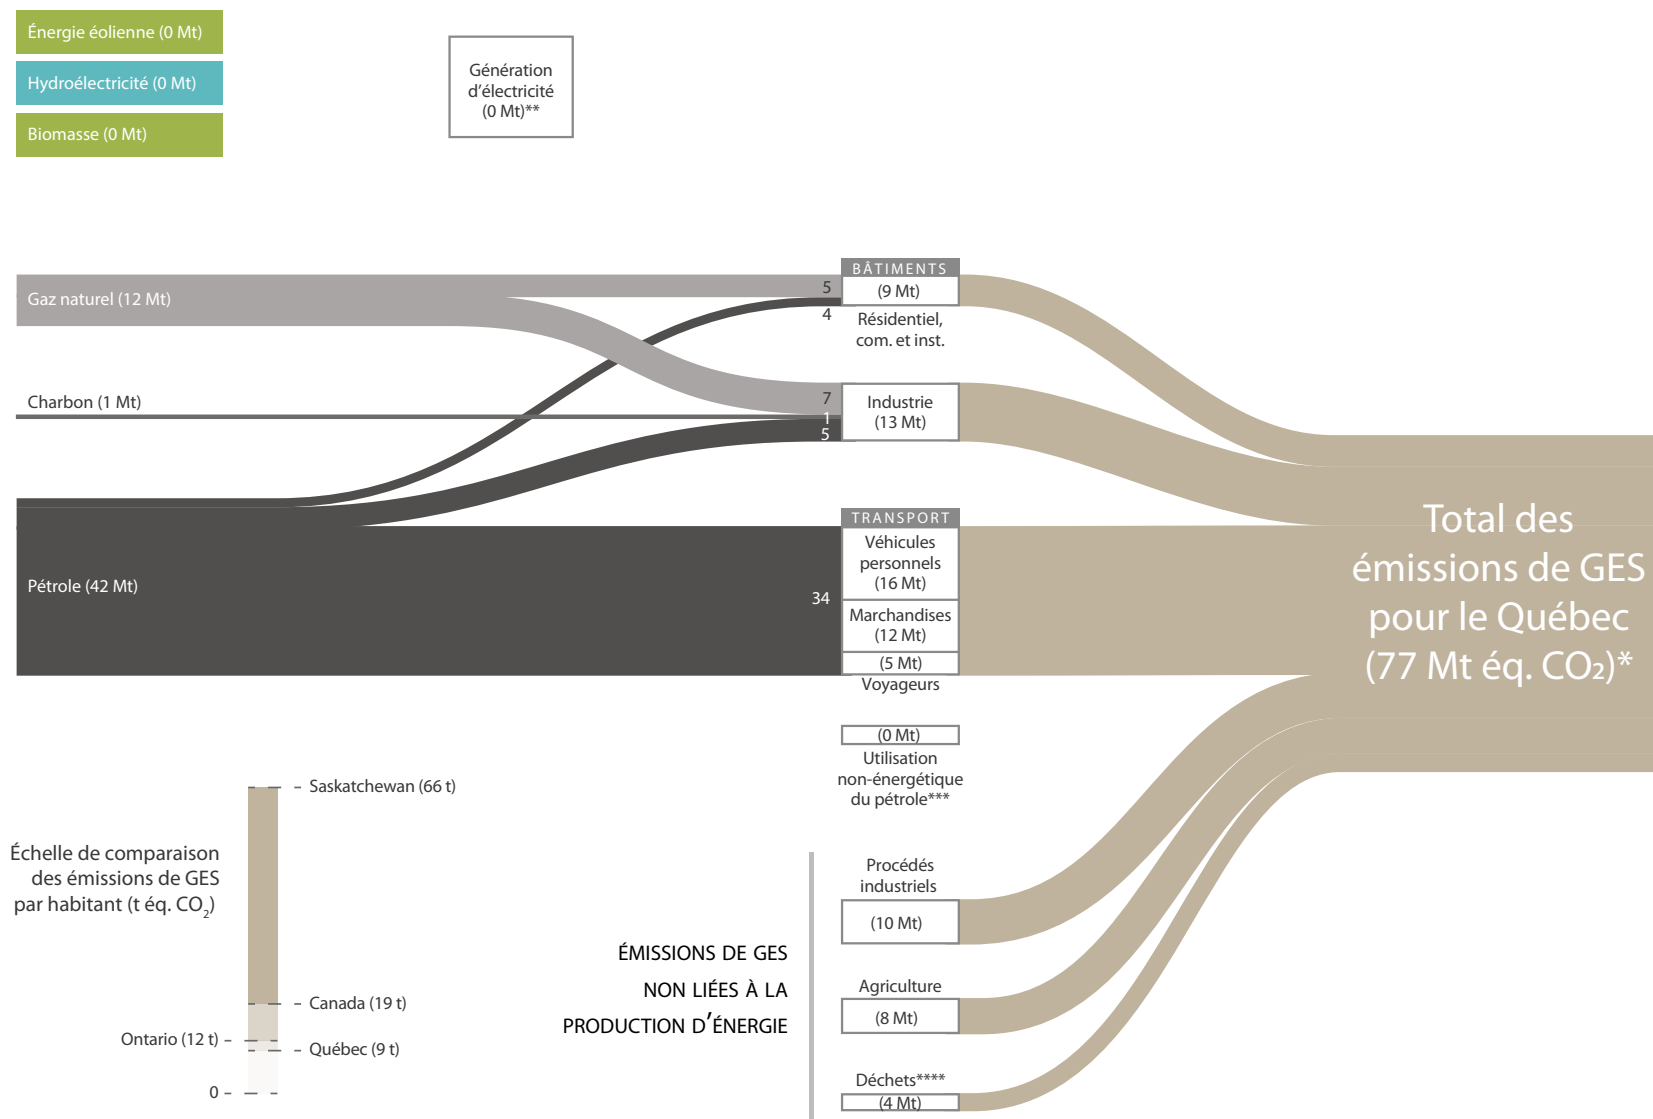 Énergie éolienne (0 Mt)
Hydroélectricité (0 Mt)
Biomasse (0 Mt)
Génération
d'électricité
(0 Mt)**
Gaz naturel (12 Mt)
Charbon (1 Mt)
Pétrole (42 Mt)
5
4
7
1
5
34
BÂTIMENTS
(9 Mt)
Résidentiel,
com. et inst.
Industrie
(13 Mt)
TRANSPORT
Véhicules
personnels
(16 Mt)
Marchandises
(12 Mt)
(5 Mt)
Voyageurs
(0 Mt)
Utilisation
non-énergétique
du pétrole***
Total des
émissions de GES
pour le Québec
(77 Mt éq. CO₂)*
Échelle de comparaison
des émissions de GES
par habitant (t éq. CO₂)
Saskatchewan (66 t)
Canada (19 t)
Ontario (12 t)
Québec (9 t)
0
ÉMISSIONS DE GES
NON LIÉES À LA
PRODUCTION D'ÉNERGIE
Procédés
industriels
(10 Mt)
Agriculture
(8 Mt)
Déchets****
(4 Mt)